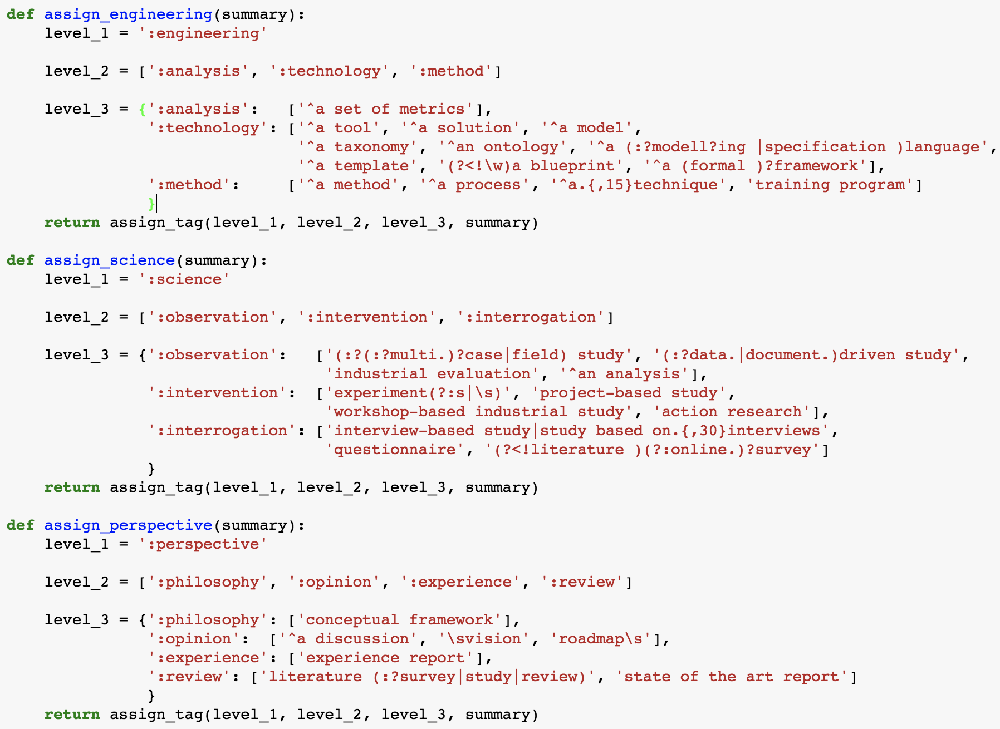 def assign_engineering(summary):
    level_1 = ':engineering'

    level_2 = [':analysis', ':technology', ':method']

    level_3 = {':analysis':   ['^a set of metrics'],
               ':technology': ['^a tool', '^a solution', '^a model',
                               '^a taxonomy', '^an ontology', '^a (:?modell?ing |specification )language',
                               '^a template', '(?<!\w)a blueprint', '^a (formal )?framework'],
               ':method':     ['^a method', '^a process', '^a.{,15}technique', 'training program']
               }
    return assign_tag(level_1, level_2, level_3, summary)

def assign_science(summary):
    level_1 = ':science'

    level_2 = [':observation', ':intervention', ':interrogation']

    level_3 = {':observation':   ['(:?(:?multi.)?case|field) study', '(:?data.|document.)driven study',
                                  'industrial evaluation', '^an analysis'],
               ':intervention':  ['experiment(?:s|\s)', 'project-based study',
                                  'workshop-based industrial study', 'action research'],
               ':interrogation': ['interview-based study|study based on.{,30}interviews',
                                  'questionnaire', '(?<!literature )(?:online.)?survey']
               }
    return assign_tag(level_1, level_2, level_3, summary)

def assign_perspective(summary):
    level_1 = ':perspective'

    level_2 = [':philosophy', ':opinion', ':experience', ':review']

    level_3 = {':philosophy': ['conceptual framework'],
               ':opinion':  ['^a discussion', '\svision', 'roadmap\s'],
               ':experience': ['experience report'],
               ':review': ['literature (:?survey|study|review)', 'state of the art report']
               }
    return assign_tag(level_1, level_2, level_3, summary)